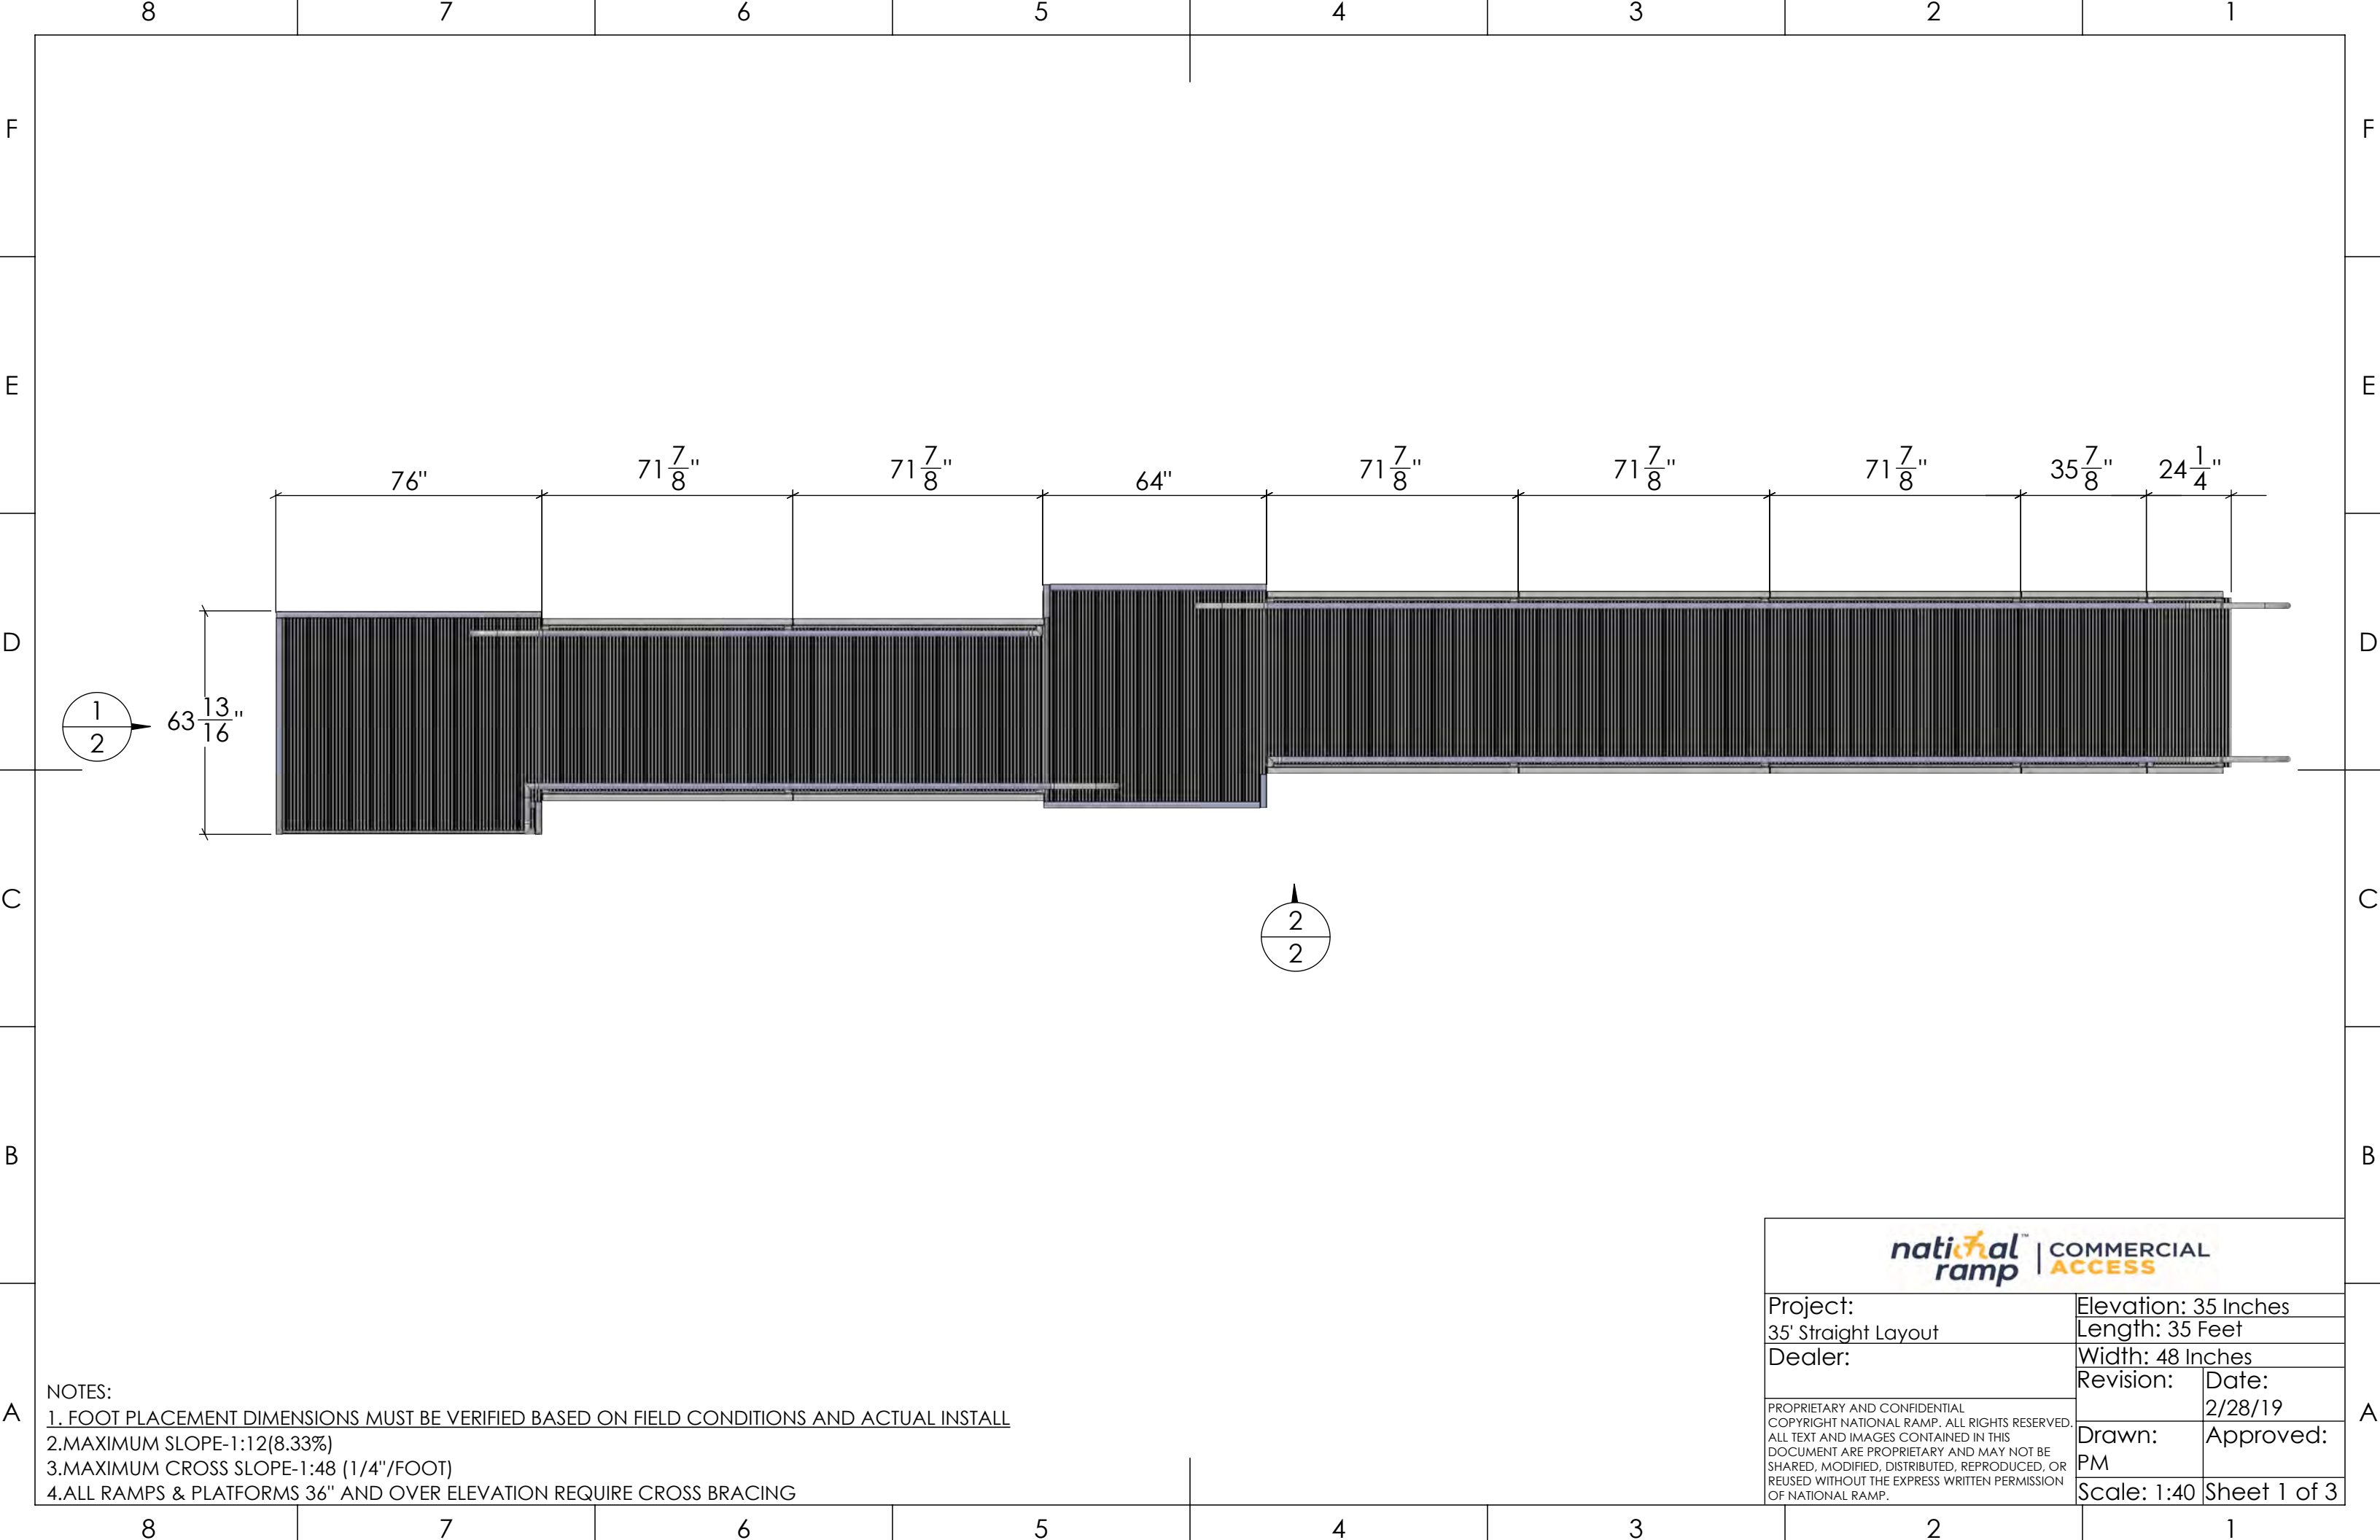 8 7 6 5 4 3 2 1
F F
E E
76" 71 7/8" 71 7/8" 64" 71 7/8" 71 7/8" 71 7/8" 35 7/8" 24 1/4"
D D
1
2
63 13/16"
C C
2
2
B B
national ramp™ | COMMERCIAL ACCESS
Project:
35' Straight Layout
Elevation: 35 Inches
Length: 35 Feet
Dealer:
Width: 48 Inches
Revision:
Date:
2/28/19
PROPRIETARY AND CONFIDENTIAL
COPYRIGHT NATIONAL RAMP. ALL RIGHTS RESERVED.
ALL TEXT AND IMAGES CONTAINED IN THIS
DOCUMENT ARE PROPRIETARY AND MAY NOT BE
SHARED, MODIFIED, DISTRIBUTED, REPRODUCED, OR
REUSED WITHOUT THE EXPRESS WRITTEN PERMISSION
OF NATIONAL RAMP.
Drawn:
PM
Approved:
Scale: 1:40
Sheet 1 of 3
A A
NOTES:
1. FOOT PLACEMENT DIMENSIONS MUST BE VERIFIED BASED ON FIELD CONDITIONS AND ACTUAL INSTALL
2.MAXIMUM SLOPE-1:12(8.33%)
3.MAXIMUM CROSS SLOPE-1:48 (1/4"/FOOT)
4.ALL RAMPS & PLATFORMS 36" AND OVER ELEVATION REQUIRE CROSS BRACING
8 7 6 5 4 3 2 1